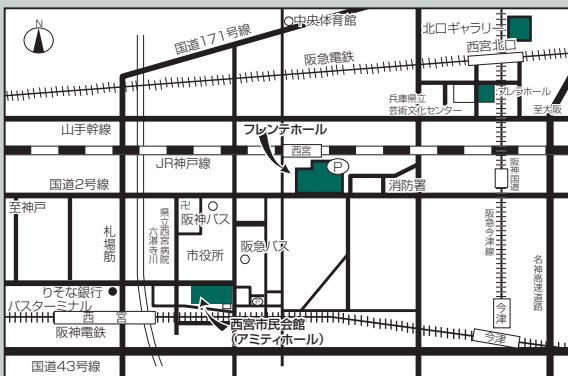 N
中央体育館
国道171号線
阪急電鉄
北口ギャラリー
西宮北口
プレラホール
兵庫県立
芸術文化センター
至大阪
山手幹線
フレンテホール
西宮
P
JR神戸線
国道2号線
消防署
阪神国道
至神戸
札場筋
六湛寺川
県立西宮病院
卍
阪神バス
市役所
阪急バス
阪急今津線
名神高速道路
りそな銀行
バスターミナル
西宮
阪神電鉄
P
西宮市民会館
(アミティホール)
今津
今津
国道43号線